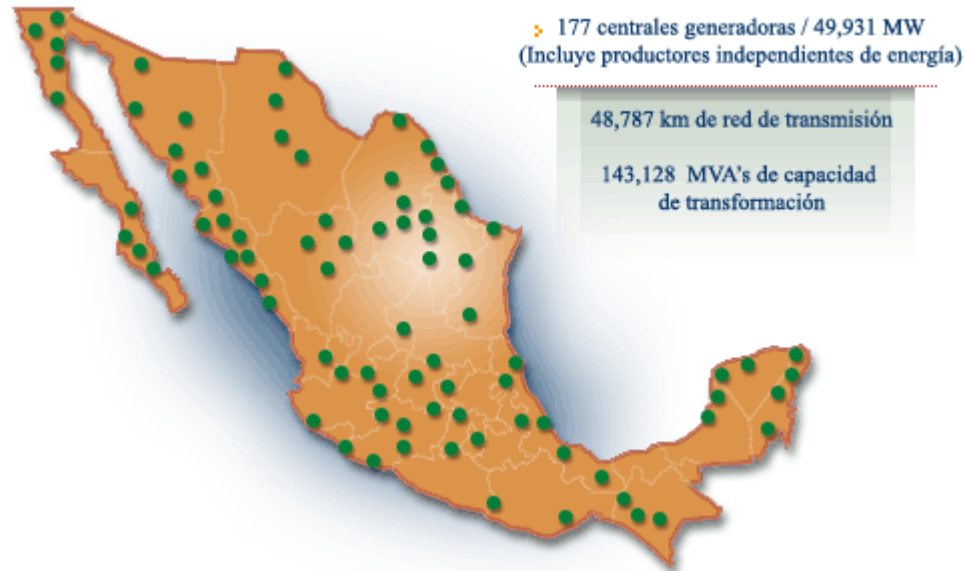 177 centrales generadoras / 49,931 MW
(Incluye productores independientes de energía)
48,787 km de red de transmisión
143,128 MVA's de capacidad
de transformación